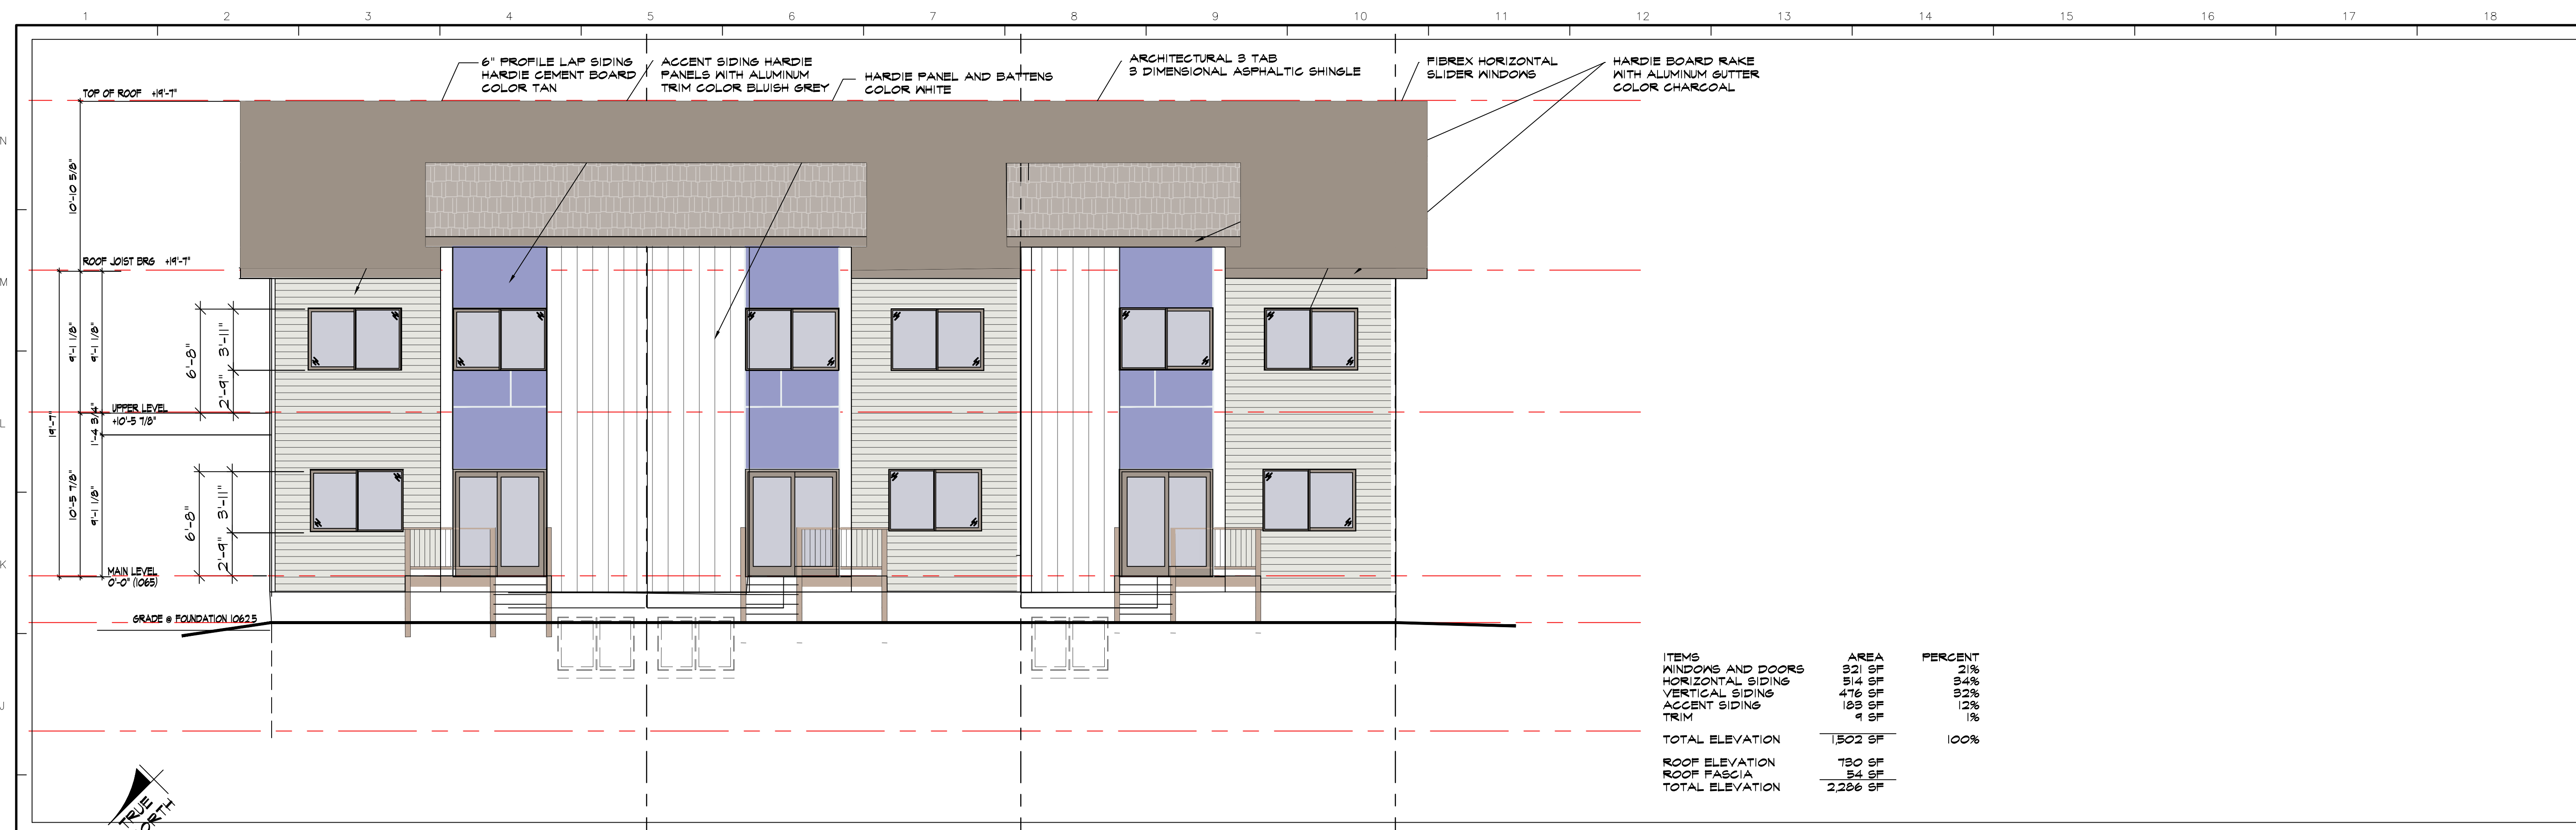 1 2 3 4 5 6 7 8 9 10 11 12 13 14 15 16 17 18
6" PROFILE LAP SIDING
HARDIE CEMENT BOARD
COLOR TAN
ACCENT SIDING HARDIE
PANELS WITH ALUMINUM
TRIM COLOR BLUISH GREY
HARDIE PANEL AND BATTENS
COLOR WHITE
ARCHITECTURAL 3 TAB
3 DIMENSIONAL ASPHALTIC SHINGLE
FIBREX HORIZONTAL
SLIDER WINDOWS
HARDIE BOARD RAKE
WITH ALUMINUM GUTTER
COLOR CHARCOAL
TOP OF ROOF +19'-7"
N
10'-10 5/8"
ROOF JOIST BRG +19'-7"
M
9'-1 1/8"
9'-1 1/8"
6'-8"
3'-11"
2'-9"
UPPER LEVEL
+10'-5 7/8"
L
19'-7"
1'-4 3/4"
10'-5 7/8"
9'-1 1/8"
6'-8"
3'-11"
2'-9"
K
MAIN LEVEL
0'-0" (1065)
GRADE @ FOUNDATION 1062.5
J
ITEMS AREA PERCENT
WINDOWS AND DOORS 321 SF 21%
HORIZONTAL SIDING 514 SF 34%
VERTICAL SIDING 476 SF 32%
ACCENT SIDING 183 SF 12%
TRIM 9 SF 1%
TOTAL ELEVATION 1,502 SF 100%
ROOF ELEVATION 730 SF
ROOF FASCIA 54 SF
TOTAL ELEVATION 2,286 SF
TRUE